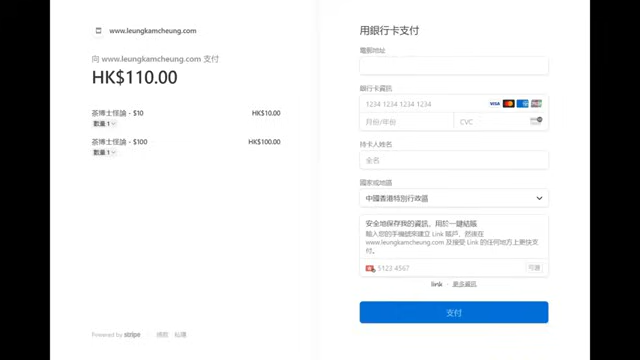 www.leungkamcheung.com
向 www.leungkamcheung.com 支付
HK$110.00
茶博士怪論 - $10 HK$10.00
數量 1
茶博士怪論 - $100 HK$100.00
數量 1
Powered by stripe 條款 私隱
用銀行卡支付
電郵地址
銀行卡資訊
1234 1234 1234 1234 VISA
月份/年份 CVC
持卡人姓名
全名
國家或地區
中國香港特別行政區
安全地保存我的資訊，用於一鍵結賬
輸入您的手機號來建立 Link 賬戶，然後在
www.leungkamcheung.com 及接受 Link 的任何地方上更快支
付。
5123 4567 可選
link · 更多資訊
支付